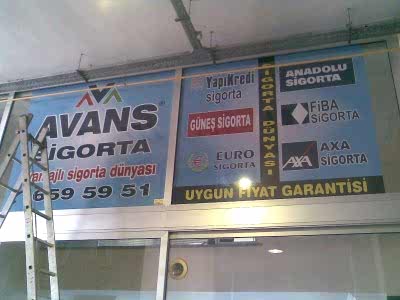 AVANS
SİGORTA
sigorta dünyası
659 59 51
YapıKredi
sigorta
GÜNEŞ SİGORTA
EURO
SİGORTA
SİGORTA DÜNYASI
ANADOLU
SİGORTA
FİBA
SİGORTA
AXA
AXA
SİGORTA
UYGUN FİYAT GARANTİSİ